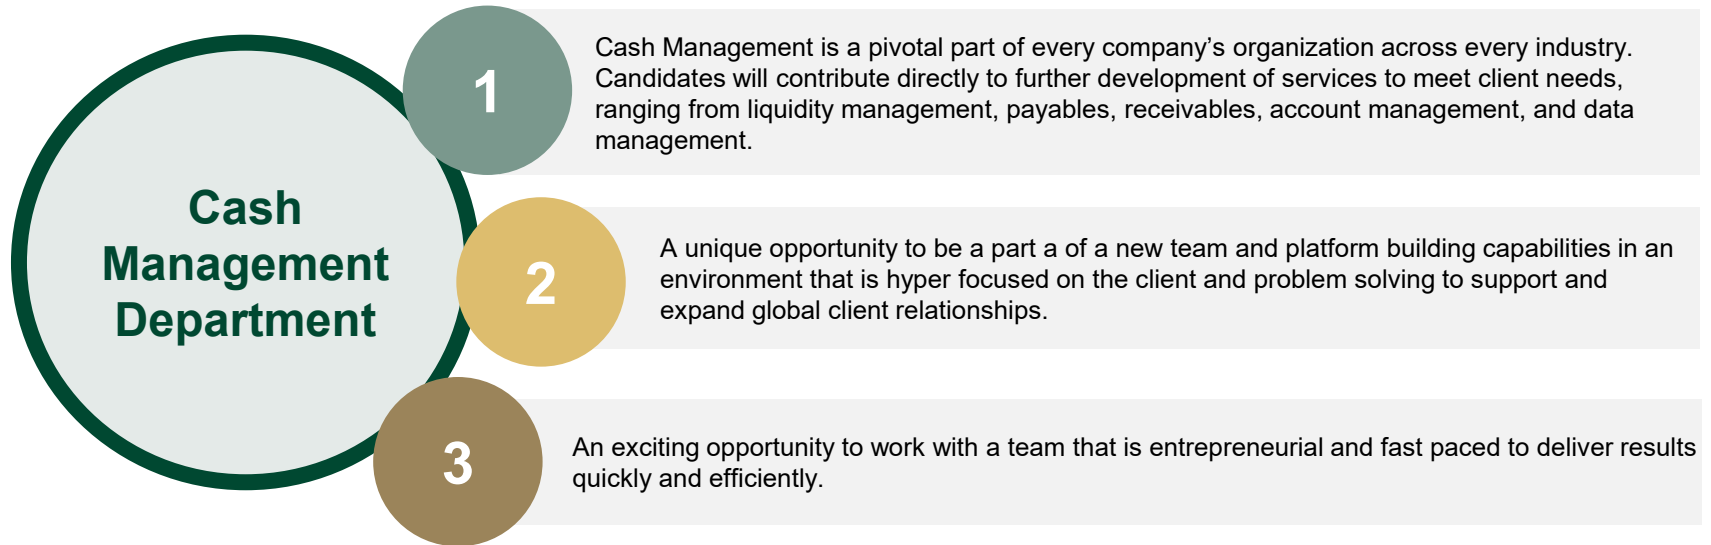 Cash
Management
Department
1
Cash Management is a pivotal part of every company’s organization across every industry.
Candidates will contribute directly to further development of services to meet client needs,
ranging from liquidity management, payables, receivables, account management, and data
management.
2
A unique opportunity to be a part a of a new team and platform building capabilities in an
environment that is hyper focused on the client and problem solving to support and
expand global client relationships.
3
An exciting opportunity to work with a team that is entrepreneurial and fast paced to deliver results
quickly and efficiently.